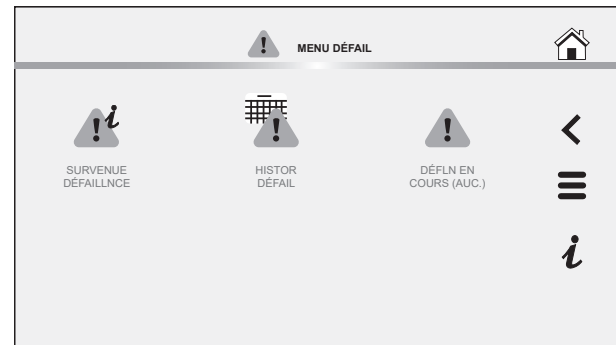 MENU DÉFAIL
SURVENUE
DÉFAILLNCE
HISTOR
DÉFAIL
DÉFLN EN
COURS (AUC.)